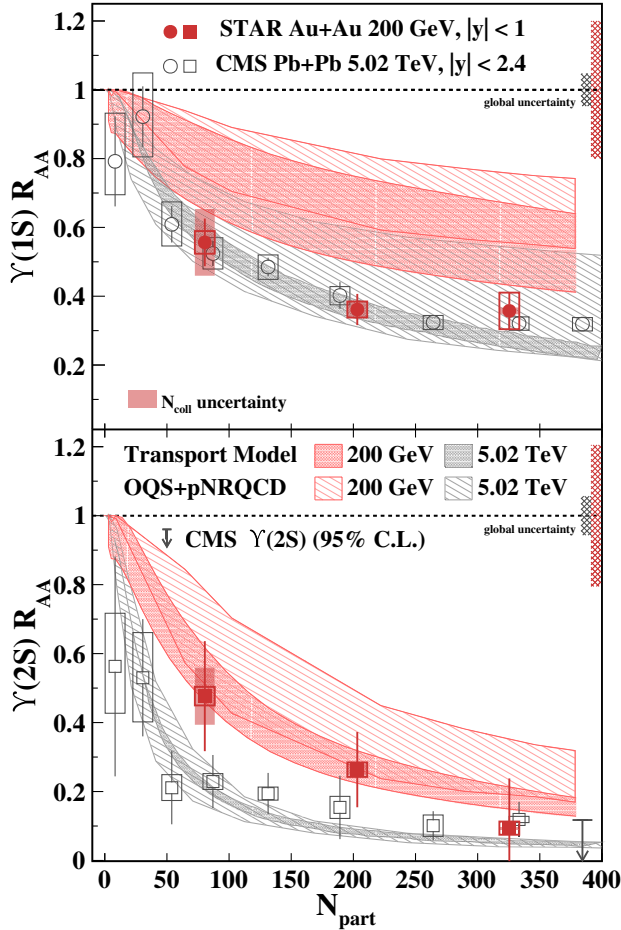 STAR Au+Au 200 GeV, |y| < 1
CMS Pb+Pb 5.02 TeV, |y| < 2.4
global uncertainty
1.2
1
0.8
0.6
0.4
0.2
ϒ(1S) R_AA
N_coll uncertainty
Transport Model 200 GeV 5.02 TeV
OQS+pNRQCD 200 GeV 5.02 TeV
global uncertainty
CMS ϒ(2S) (95% C.L.)
1.2
1
0.8
0.6
0.4
0.2
0
ϒ(2S) R_AA
0 50 100 150 200 250 300 350 400
N_part